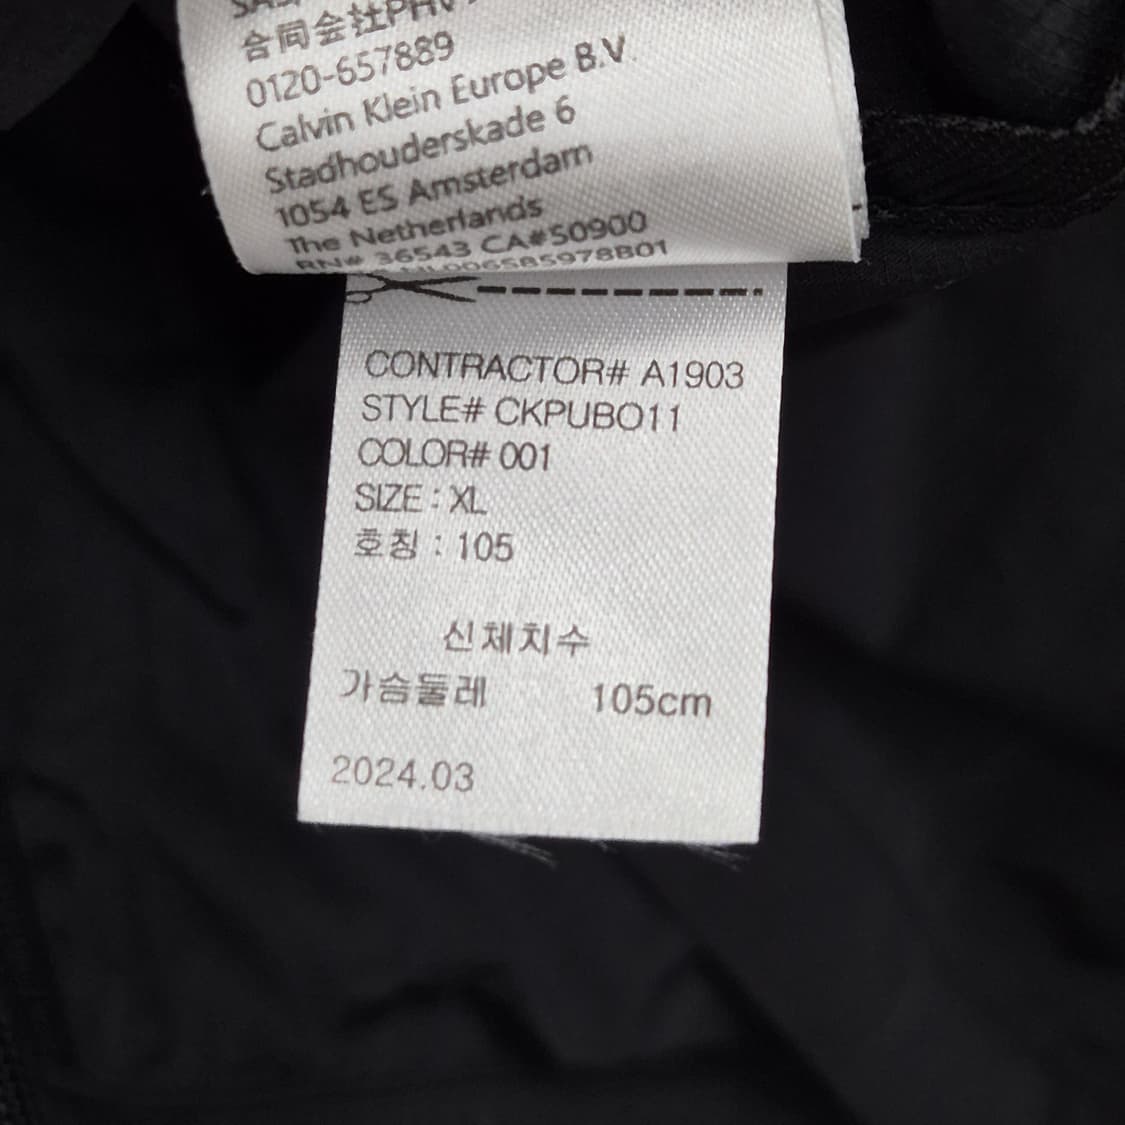 合同会社PHV
0120-657889
Calvin Klein Europe B.V.
Stadhouderskade 6
1054 ES Amsterdam
The Netherlands
RN# 36543 CA#50900
NL006585978B01
CONTRACTOR# A1903
STYLE# CKPUBO11
COLOR# 001
SIZE : XL
호칭 : 105
신체치수
가슴둘레 105cm
2024.03